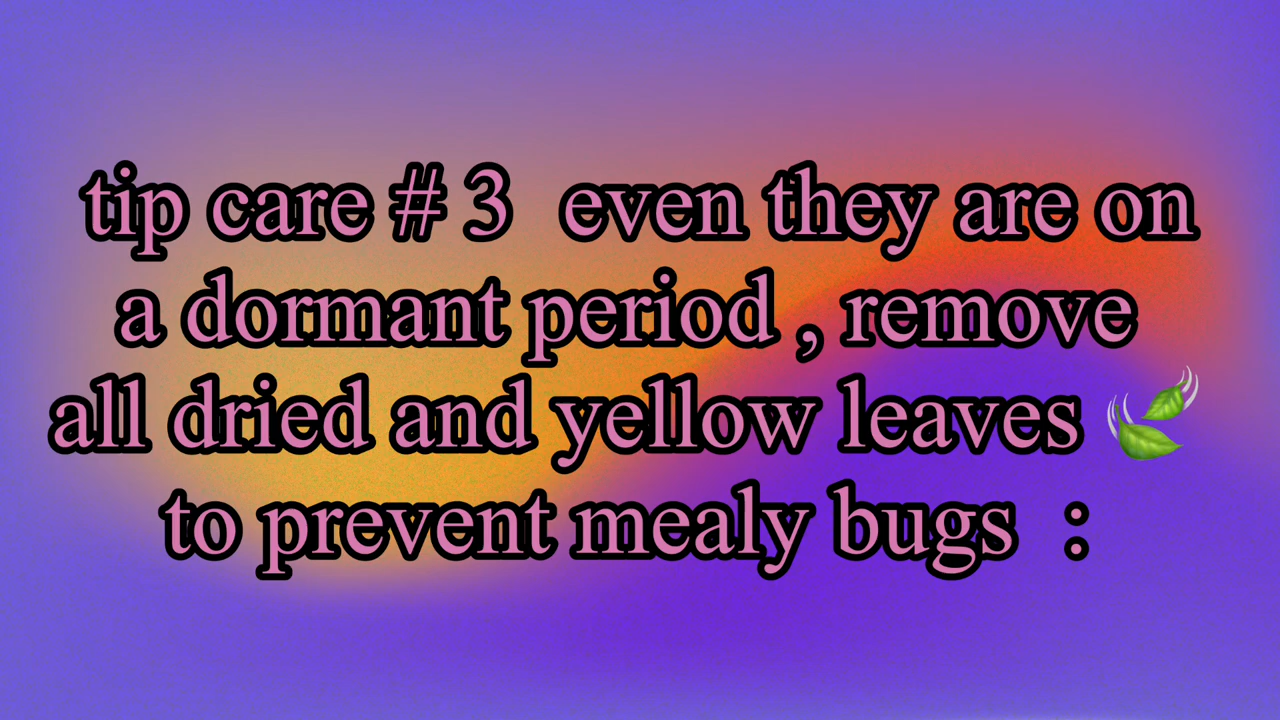 tip care # 3 even they are on
a dormant period , remove
all dried and yellow leaves 🍃
to prevent mealy bugs :